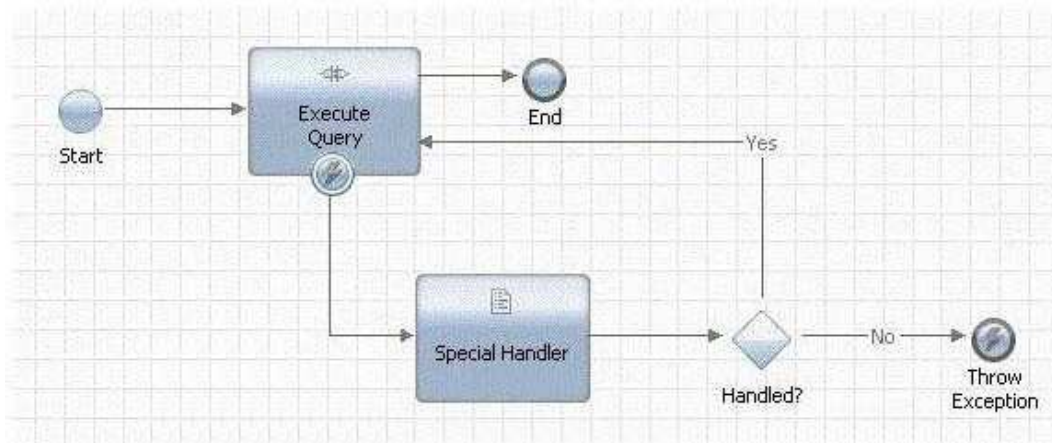 Execute
Query
Start
End
Yes
Special Handler
Handled?
No
Throw
Exception